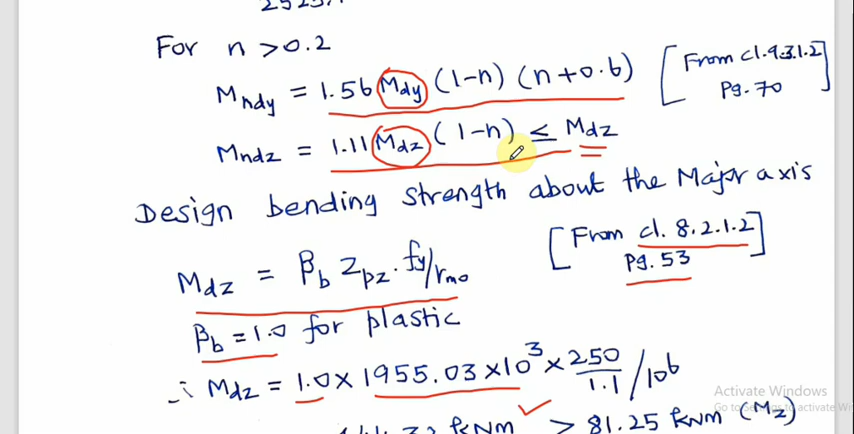 For n > 0.2
Mndy = 1.56 Mdy (1-n) (n+0.6)
[From cl.9.3.1.2
Pg. 70]
Mndz = 1.11 Mdz (1-n) ≤ Mdz
Design bending strength about the Major axis
[From cl. 8.2.1.2]
Pg. 53
Mdz = βb Zpz . fy/γmo
βb = 1.0 for plastic
∴ Mdz = 1.0 × 1955.03 × 10³ × 250/1.1 /10⁶
kNm > 81.25 kNm (Mz)
Activate Windows